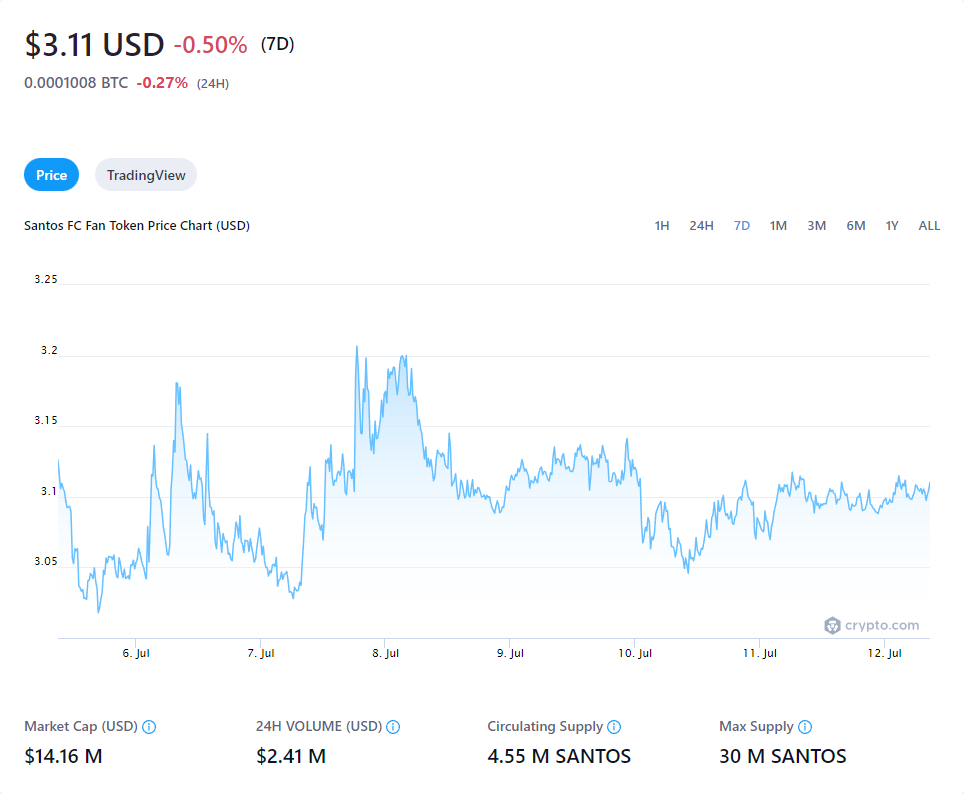 $3.11 USD -0.50% (7D)
0.0001008 BTC -0.27% (24H)
Price TradingView
Santos FC Fan Token Price Chart (USD) 1H 24H 7D 1M 3M 6M 1Y ALL
3.25
3.2
3.15
3.1
3.05
crypto.com
6. Jul 7. Jul 8. Jul 9. Jul 10. Jul 11. Jul 12. Jul
Market Cap (USD) 24H VOLUME (USD) Circulating Supply Max Supply
$14.16 M $2.41 M 4.55 M SANTOS 30 M SANTOS